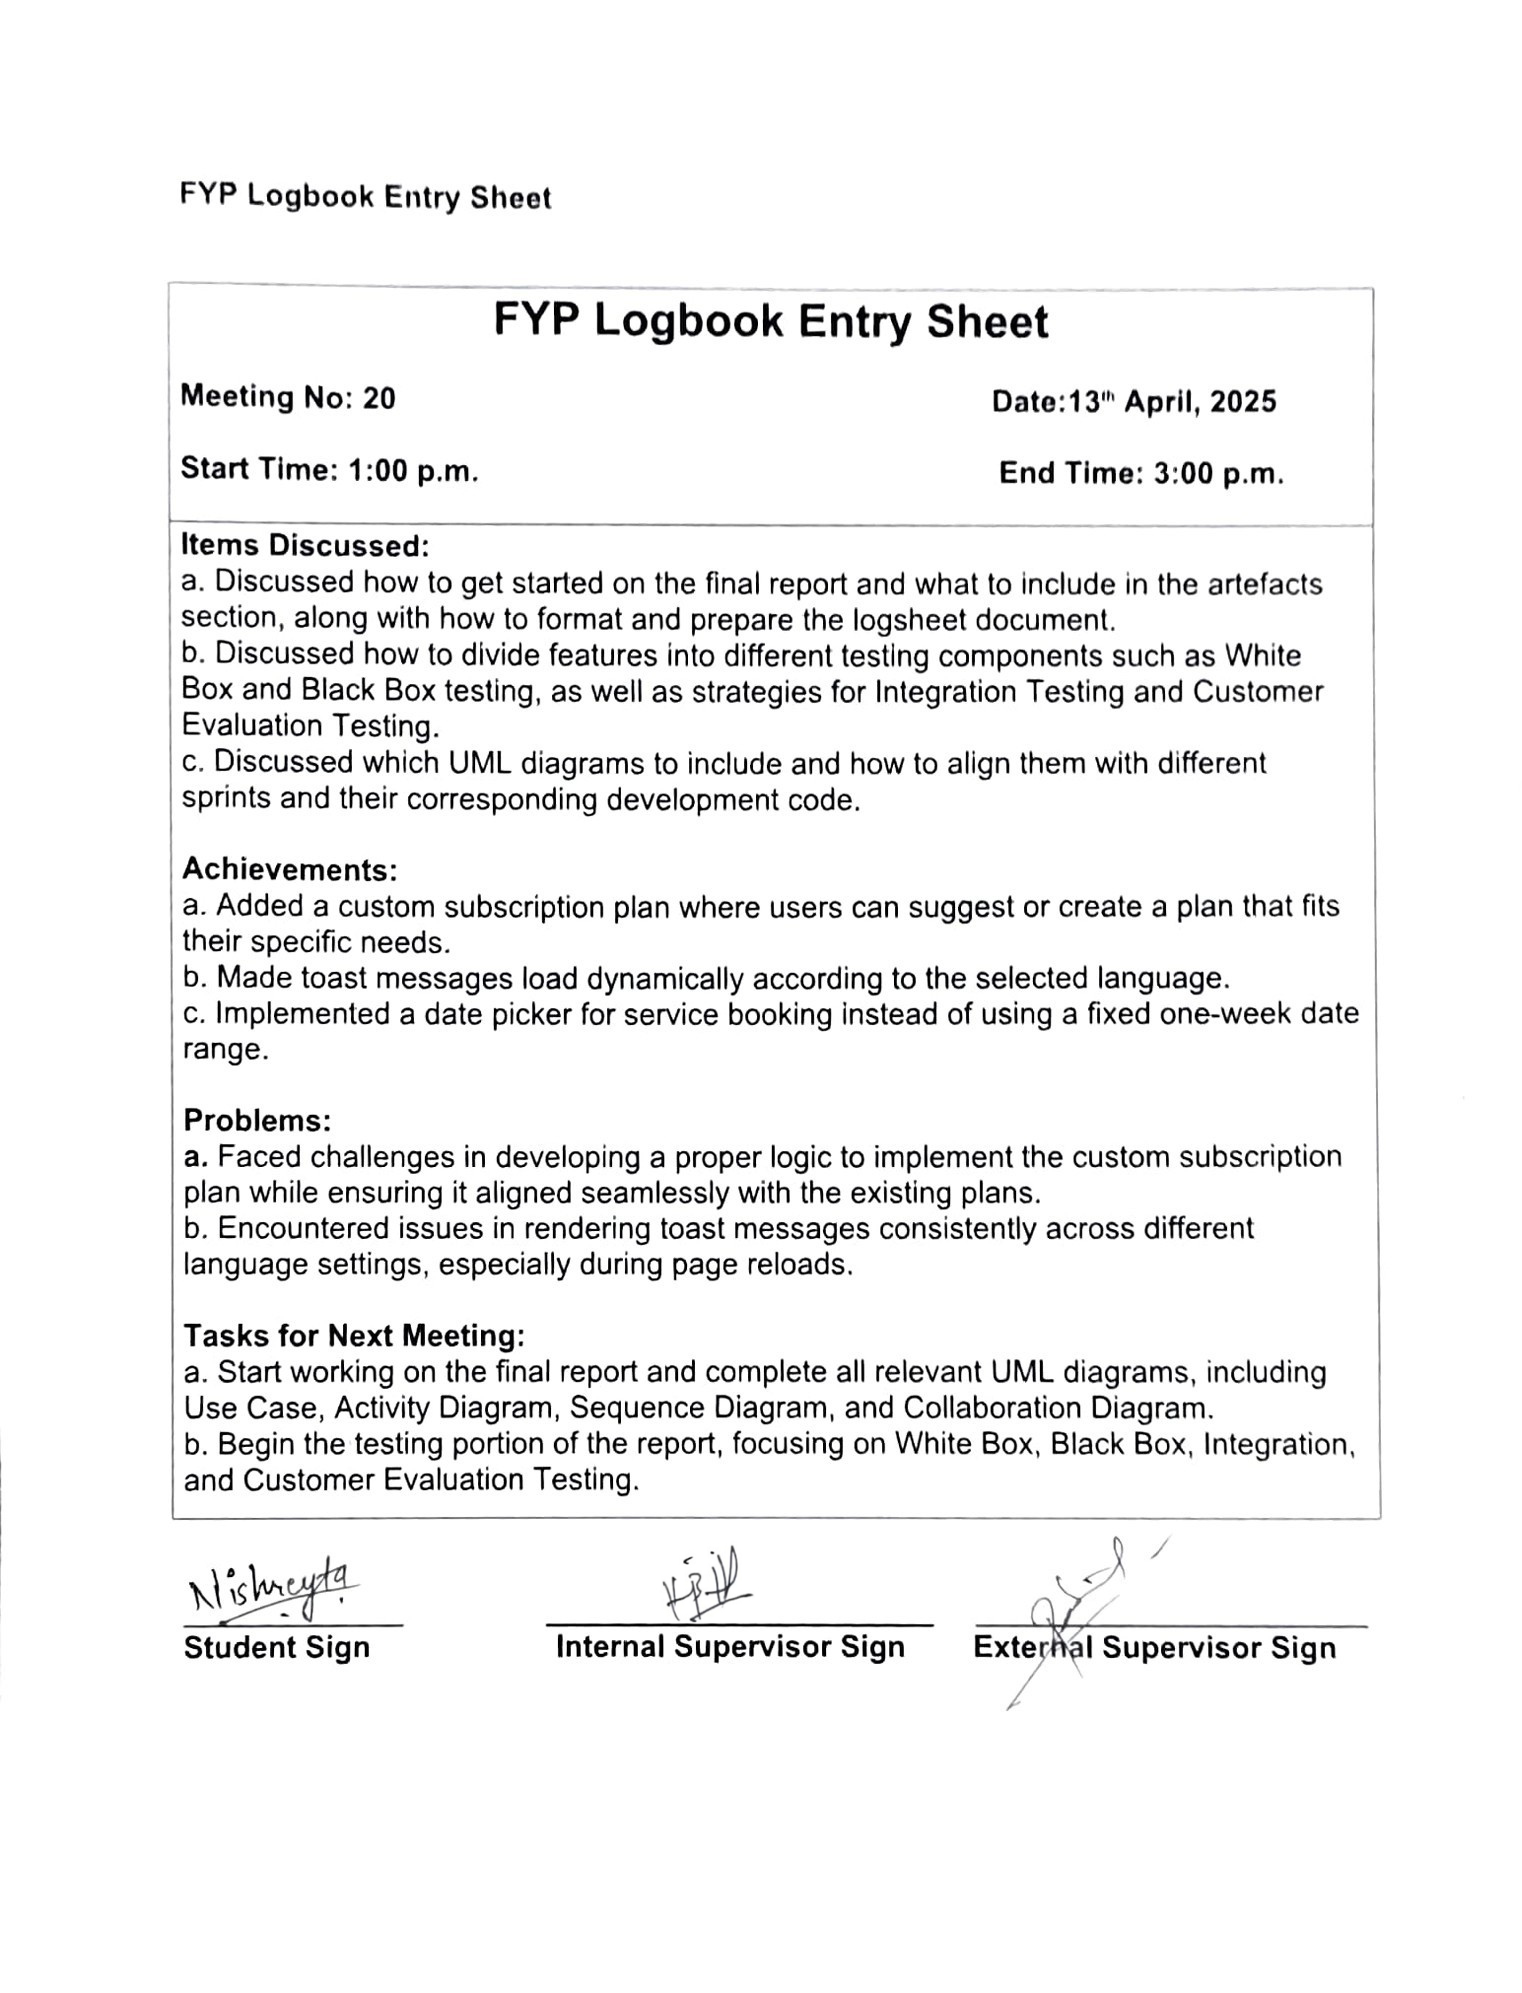 FYP Logbook Entry Sheet
FYP Logbook Entry Sheet
Meeting No: 20 Date:13th April, 2025
Start Time: 1:00 p.m. End Time: 3:00 p.m.
Items Discussed:
a. Discussed how to get started on the final report and what to include in the artefacts
section, along with how to format and prepare the logsheet document.
b. Discussed how to divide features into different testing components such as White
Box and Black Box testing, as well as strategies for Integration Testing and Customer
Evaluation Testing.
c. Discussed which UML diagrams to include and how to align them with different
sprints and their corresponding development code.
Achievements:
a. Added a custom subscription plan where users can suggest or create a plan that fits
their specific needs.
b. Made toast messages load dynamically according to the selected language.
c. Implemented a date picker for service booking instead of using a fixed one-week date
range.
Problems:
a. Faced challenges in developing a proper logic to implement the custom subscription
plan while ensuring it aligned seamlessly with the existing plans.
b. Encountered issues in rendering toast messages consistently across different
language settings, especially during page reloads.
Tasks for Next Meeting:
a. Start working on the final report and complete all relevant UML diagrams, including
Use Case, Activity Diagram, Sequence Diagram, and Collaboration Diagram.
b. Begin the testing portion of the report, focusing on White Box, Black Box, Integration,
and Customer Evaluation Testing.
Nishreyta
Student Sign Internal Supervisor Sign External Supervisor Sign